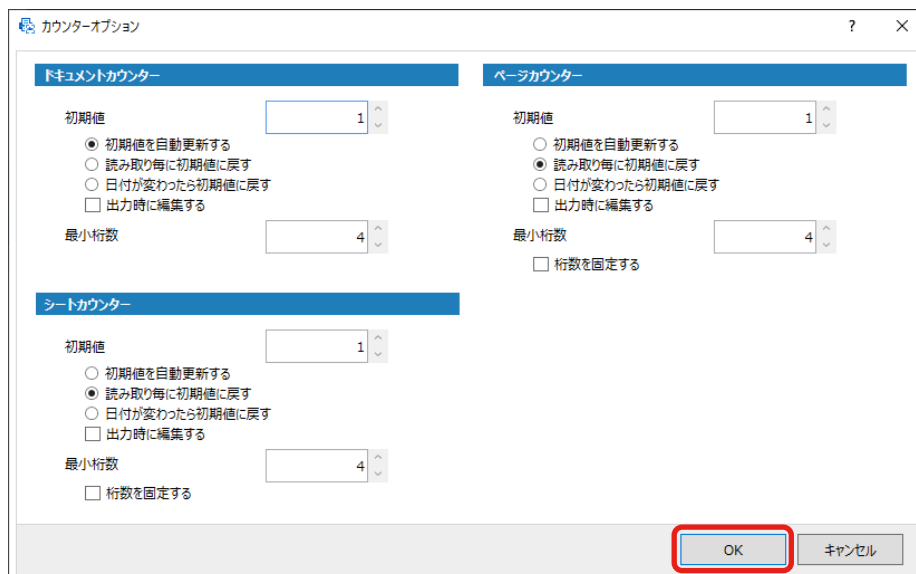 カウンターオプション
?
ドキュメントカウンター
初期値
1
初期値を自動更新する
読み取り毎に初期値に戻す
日付が変わったら初期値に戻す
出力時に編集する
最小桁数
4
ページカウンター
初期値
1
初期値を自動更新する
読み取り毎に初期値に戻す
日付が変わったら初期値に戻す
出力時に編集する
最小桁数
4
桁数を固定する
シートカウンター
初期値
1
初期値を自動更新する
読み取り毎に初期値に戻す
日付が変わったら初期値に戻す
出力時に編集する
最小桁数
4
桁数を固定する
OK
キャンセル